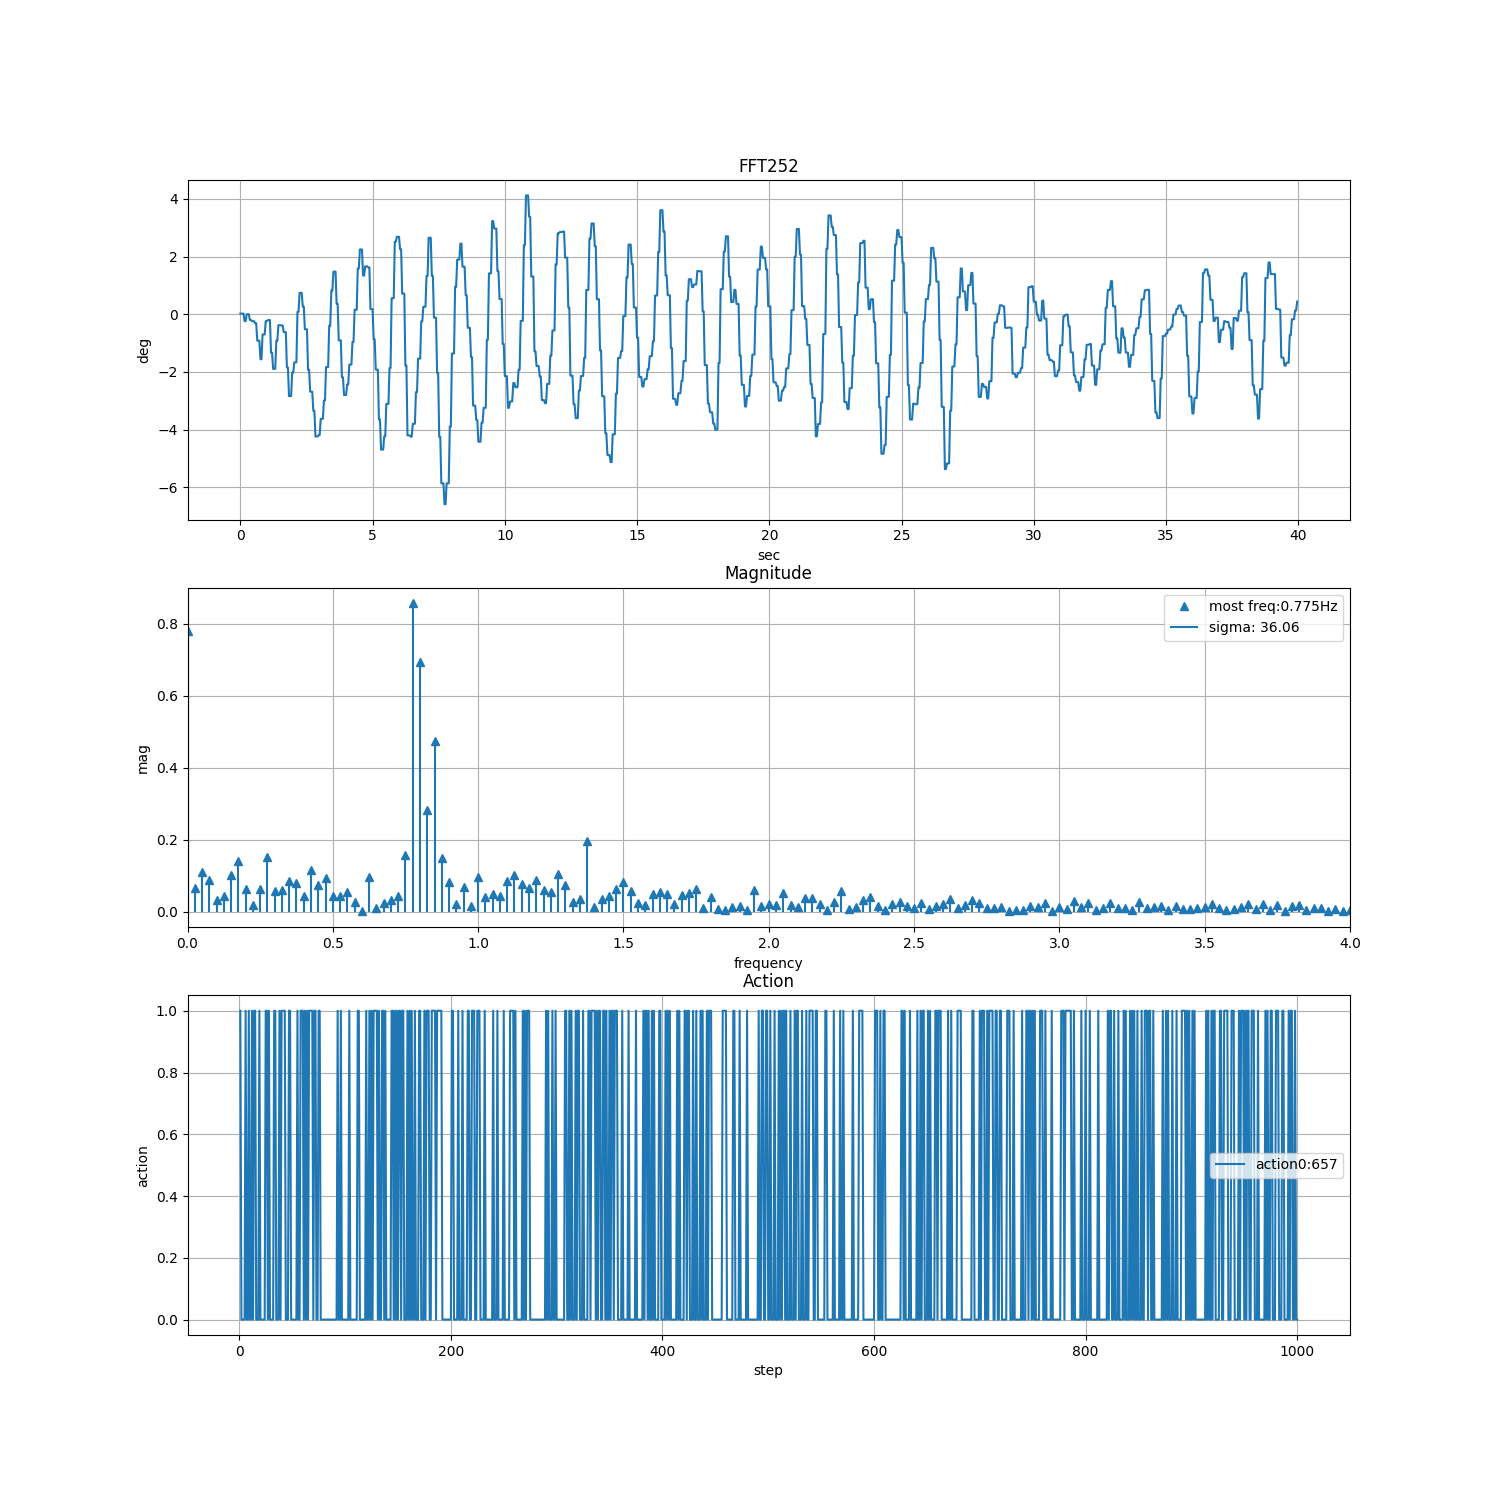 FFT252
4
2
0
−2
−4
−6
deg
0 5 10 15 20 25 30 35 40
sec
Magnitude
most freq:0.775Hz
sigma: 36.06
0.8
0.6
0.4
0.2
0.0
mag
0.0 0.5 1.0 1.5 2.0 2.5 3.0 3.5 4.0
frequency
Action
1.0
0.8
0.6
0.4
0.2
0.0
action
action0:657
0 200 400 600 800 1000
step